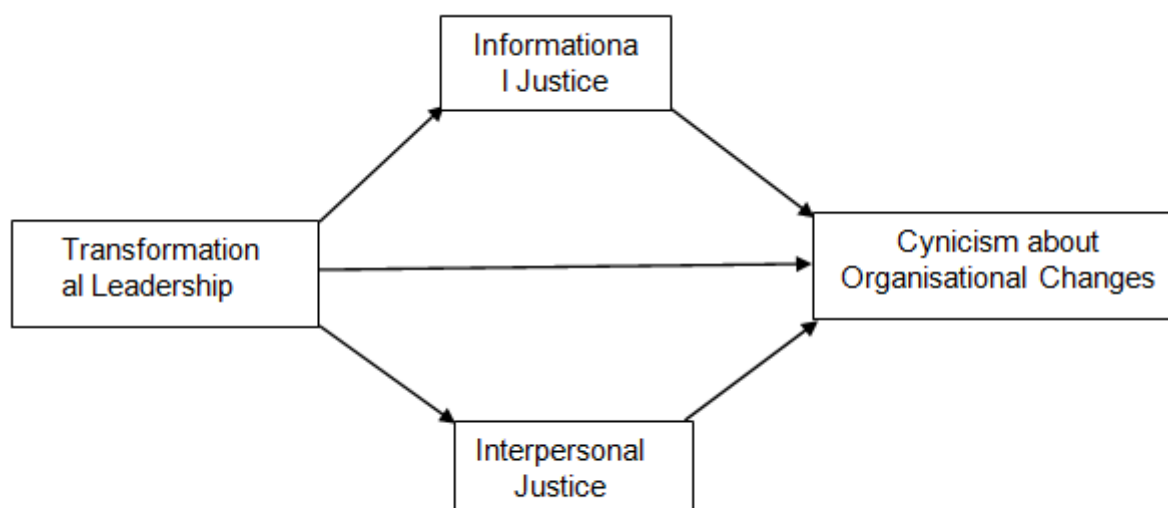 Informationa
l Justice
Transformation
al Leadership
Cynicism about
Organisational Changes
Interpersonal
Justice